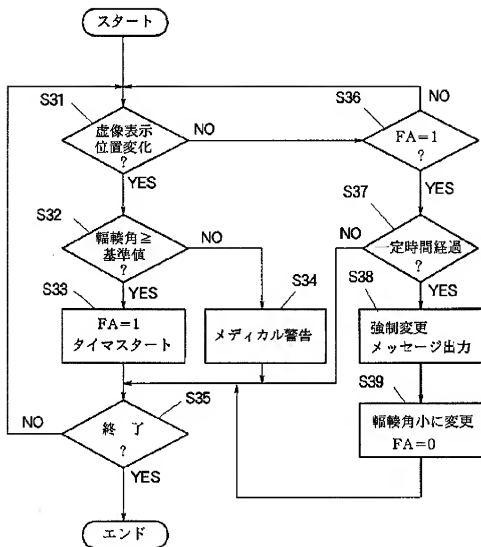 スタート
S31
虚像表示
位置変化
?
NO
YES
S36
NO
FA=1
?
YES
S32
輻輳角≧
基準値
?
NO
YES
S37
NO
一定時間経過
?
YES
S33
FA=1
タイマスタート
S34
メディカル警告
S38
強制変更
メッセージ出力
S39
輻輳角小に変更
FA=0
S35
NO
終 了
?
YES
エンド